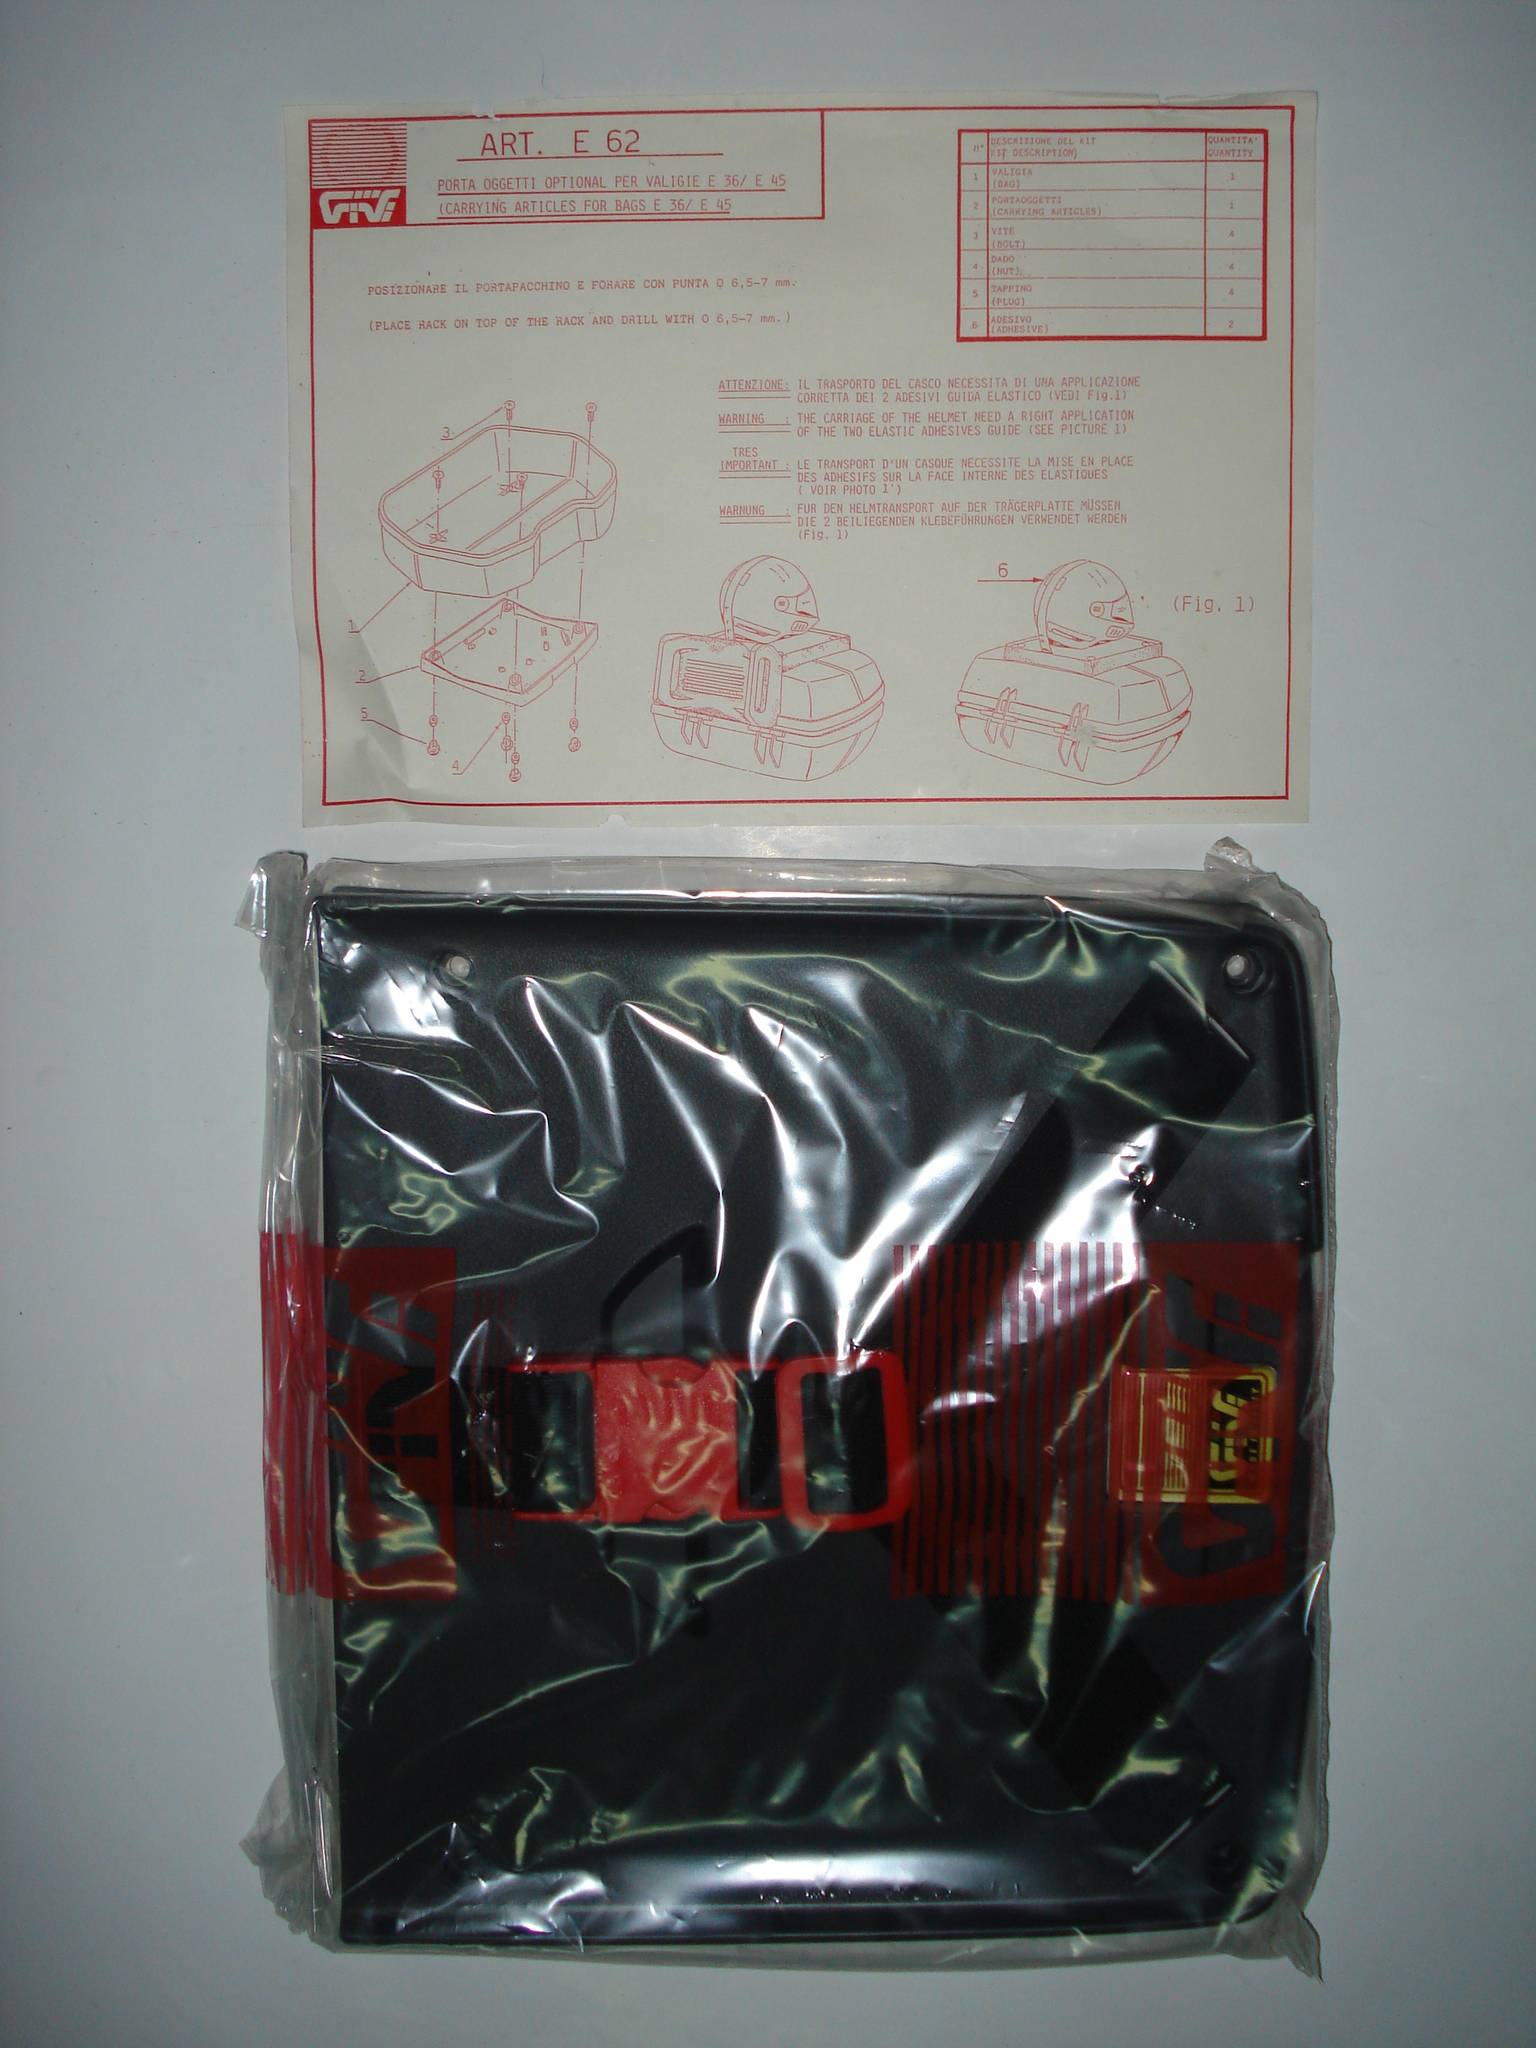 GIVI
ART. E 62
PORTA OGGETTI OPTIONAL PER VALIGIE E 36/ E 45
(CARRYING ARTICLES FOR BAGS E 36/ E 45
POSIZIONARE IL PORTAPACCHINO E FORARE CON PUNTA O 6,5-7 mm.
(PLACE RACK ON TOP OF THE RACK AND DRILL WITH O 6,5-7 mm.)
n° DESCRIZIONE DEL KIT QUANTITA'
KIT DESCRIPTION) QUANTITY
1 VALIGIA 1
(BAG)
2 PORTAOGGETTI 1
(CARRYING ARTICLES)
3 VITE 4
(BOLT)
4 DADO 4
(NUT)
5 TAPPINO 4
(PLUG)
6 ADESIVO 2
(ADHESIVE)
ATTENZIONE: IL TRASPORTO DEL CASCO NECESSITA DI UNA APPLICAZIONE
CORRETTA DEI 2 ADESIVI GUIDA ELASTICO (VEDI Fig.1)
WARNING : THE CARRIAGE OF THE HELMET NEED A RIGHT APPLICATION
OF THE TWO ELASTIC ADHESIVES GUIDE (SEE PICTURE 1)
TRES
IMPORTANT : LE TRANSPORT D'UN CASQUE NECESSITE LA MISE EN PLACE
DES ADHESIFS SUR LA FACE INTERNE DES ELASTIQUES
( VOIR PHOTO 1')
WARNUNG : FUR DEN HELMTRANSPORT AUF DER TRÄGERPLATTE MÜSSEN
DIE 2 BEILIEGENDEN KLEBEFÜHRUNGEN VERWENDET WERDEN
(Fig. 1)
3
1
2
5
4
6
(Fig. 1)
GIVI
GIVI
GIVI